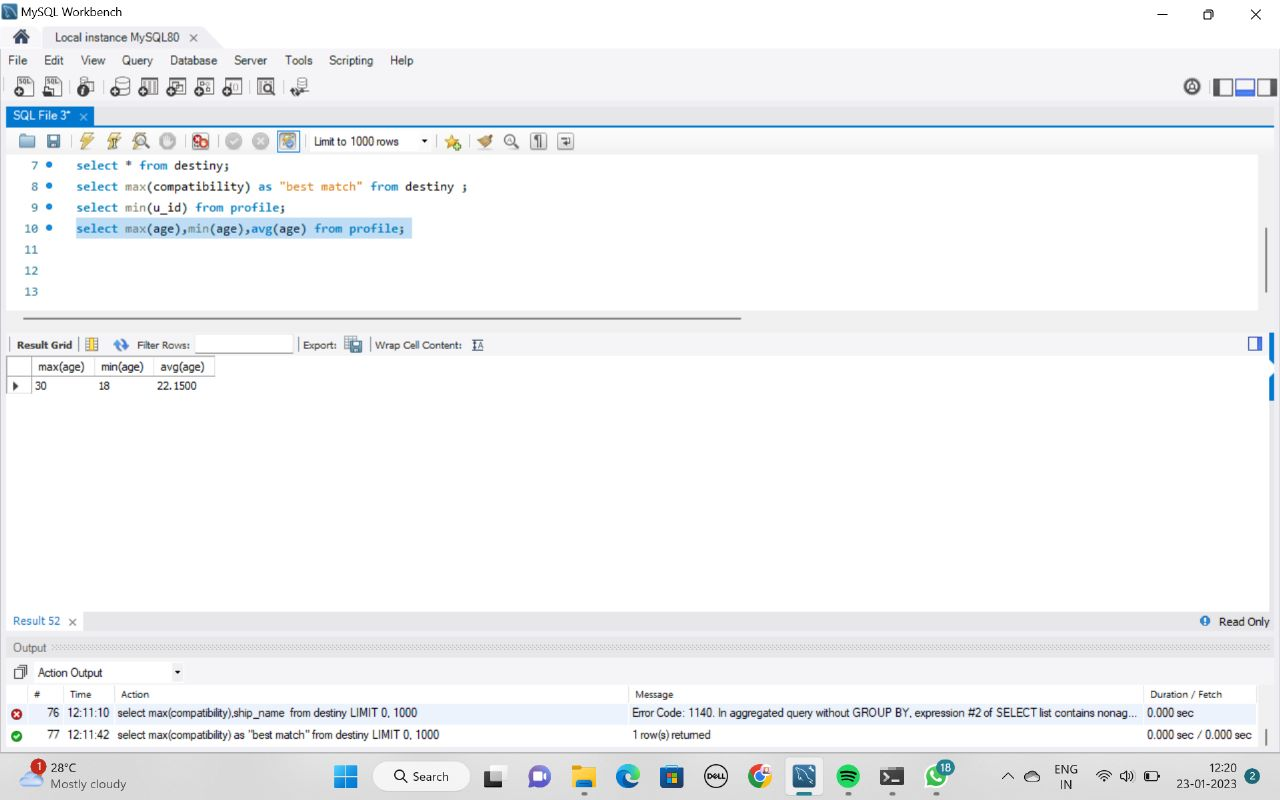 MySQL Workbench
Local instance MySQL80
File Edit View Query Database Server Tools Scripting Help
SQL File 3*
Limit to 1000 rows
7 select * from destiny;
8 select max(compatibility) as "best match" from destiny ;
9 select min(u_id) from profile;
10 select max(age),min(age),avg(age) from profile;
11
12
13
Result Grid Filter Rows: Export: Wrap Cell Content:
max(age) min(age) avg(age)
30 18 22.1500
Result 52 Read Only
Output
Action Output
# Time Action Message Duration / Fetch
76 12:11:10 select max(compatibility),ship_name from destiny LIMIT 0, 1000 Error Code: 1140. In aggregated query without GROUP BY, expression #2 of SELECT list contains nonag... 0.000 sec
77 12:11:42 select max(compatibility) as "best match" from destiny LIMIT 0, 1000 1 row(s) returned 0.000 sec / 0.000 sec
1 28°C
Mostly cloudy
Search
DELL
18
ENG
IN
12:20
23-01-2023
2